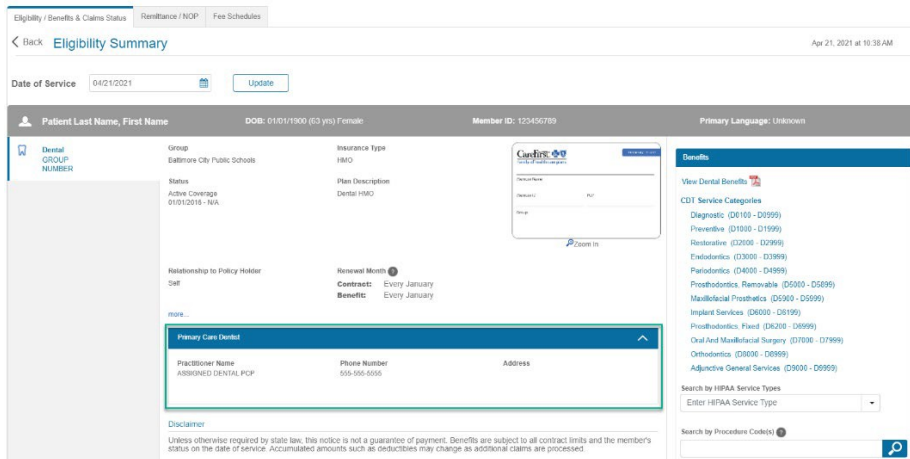 Eligibility / Benefits & Claims Status Remittance / NOP Fee Schedules
Back Eligibility Summary Apr 21, 2021 at 10:38 AM
Date of Service 04/21/2021 Update
Patient Last Name, First Name DOB: 01/01/1900 (63 yrs) Female Member ID: 123456789 Primary Language: Unknown
Dental
GROUP
NUMBER
Group
Baltimore City Public Schools
Insurance Type
HMO
Status
Active Coverage
01/01/2016 - N/A
Plan Description
Dental HMO
CareFirst
Zoom In
Relationship to Policy Holder
Self
Renewal Month
Contract: Every January
Benefit: Every January
more...
Primary Care Dentist
Practitioner Name Phone Number Address
ASSIGNED DENTAL PCP 555-555-5555
Disclaimer
Unless otherwise required by state law, this notice is not a guarantee of payment. Benefits are subject to all contract limits and the member's
status on the date of service. Accumulated amounts such as deductibles may change as additional claims are processed.
Benefits
View Dental Benefits
CDT Service Categories
Diagnostic (D0100 - D0999)
Preventive (D1000 - D1999)
Restorative (D2000 - D2999)
Endodontics (D3000 - D3999)
Periodontics (D4000 - D4999)
Prosthodontics, Removable (D5000 - D5899)
Maxillofacial Prosthetics (D5900 - D5999)
Implant Services (D6000 - D6199)
Prosthodontics, Fixed (D6200 - D6999)
Oral And Maxillofacial Surgery (D7000 - D7999)
Orthodontics (D8000 - D8999)
Adjunctive General Services (D9000 - D9999)
Search by HIPAA Service Types
Enter HIPAA Service Type
Search by Procedure Code(s)